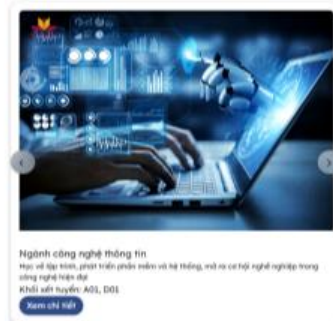 Ngành công nghệ thông tin
Học về lập trình, phát triển phần mềm và hệ thống, mở ra cơ hội nghề nghiệp trong
công nghệ hiện đại
Khối xét tuyển: A01, D01
Xem chi tiết